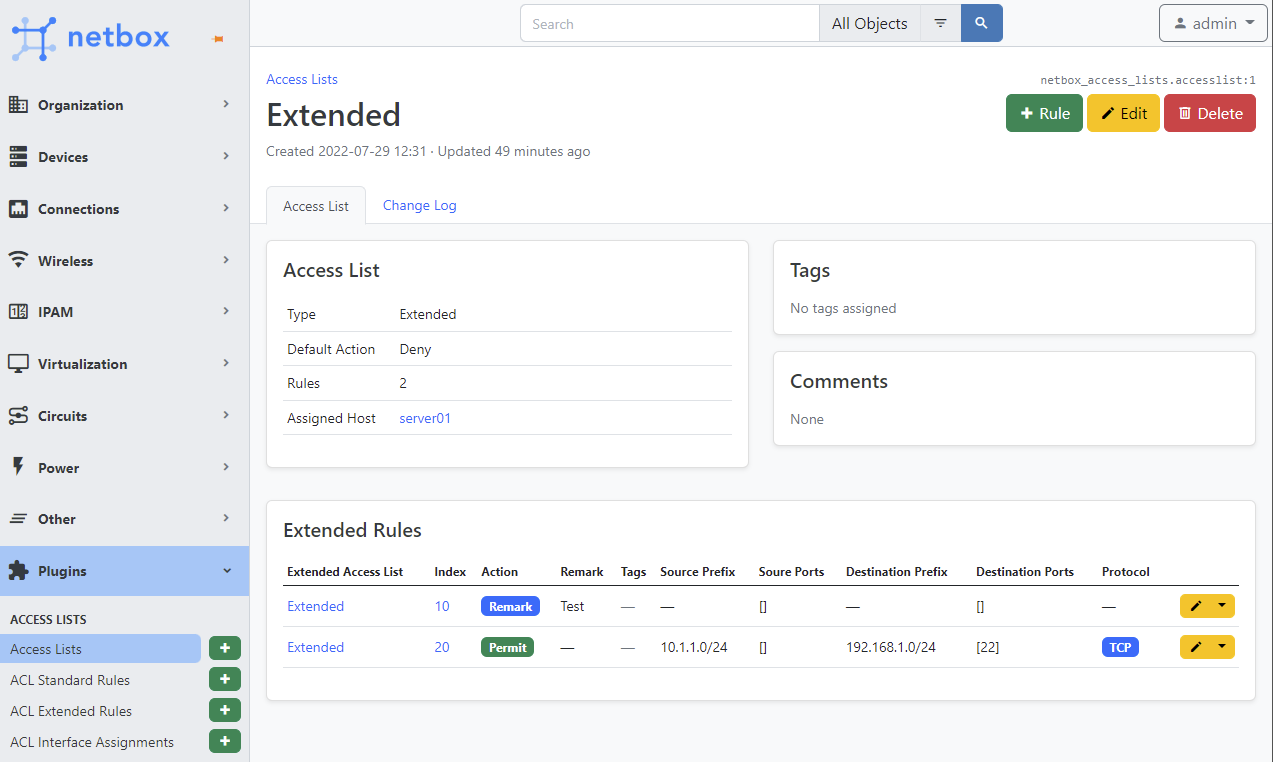 netbox
Search
All Objects
admin
Organization
Devices
Connections
Wireless
IPAM
Virtualization
Circuits
Power
Other
Plugins
ACCESS LISTS
Access Lists
ACL Standard Rules
ACL Extended Rules
ACL Interface Assignments
Access Lists
netbox_access_lists.accesslist:1
Extended
Rule Edit Delete
Created 2022-07-29 12:31 · Updated 49 minutes ago
Access List Change Log
Access List
Type Extended
Default Action Deny
Rules 2
Assigned Host server01
Tags
No tags assigned
Comments
None
Extended Rules
Extended Access List Index Action Remark Tags Source Prefix Soure Ports Destination Prefix Destination Ports Protocol
Extended 10 Remark Test — — [] — [] —
Extended 20 Permit — — 10.1.1.0/24 [] 192.168.1.0/24 [22] TCP